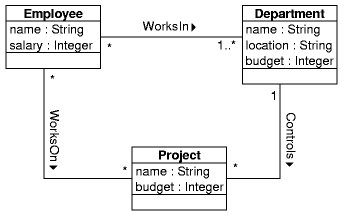 Employee
name : String
salary : Integer
WorksIn
*
1..*
Department
name : String
location : String
budget : Integer
*
1
WorksOn
Controls
*
*
Project
name : String
budget : Integer